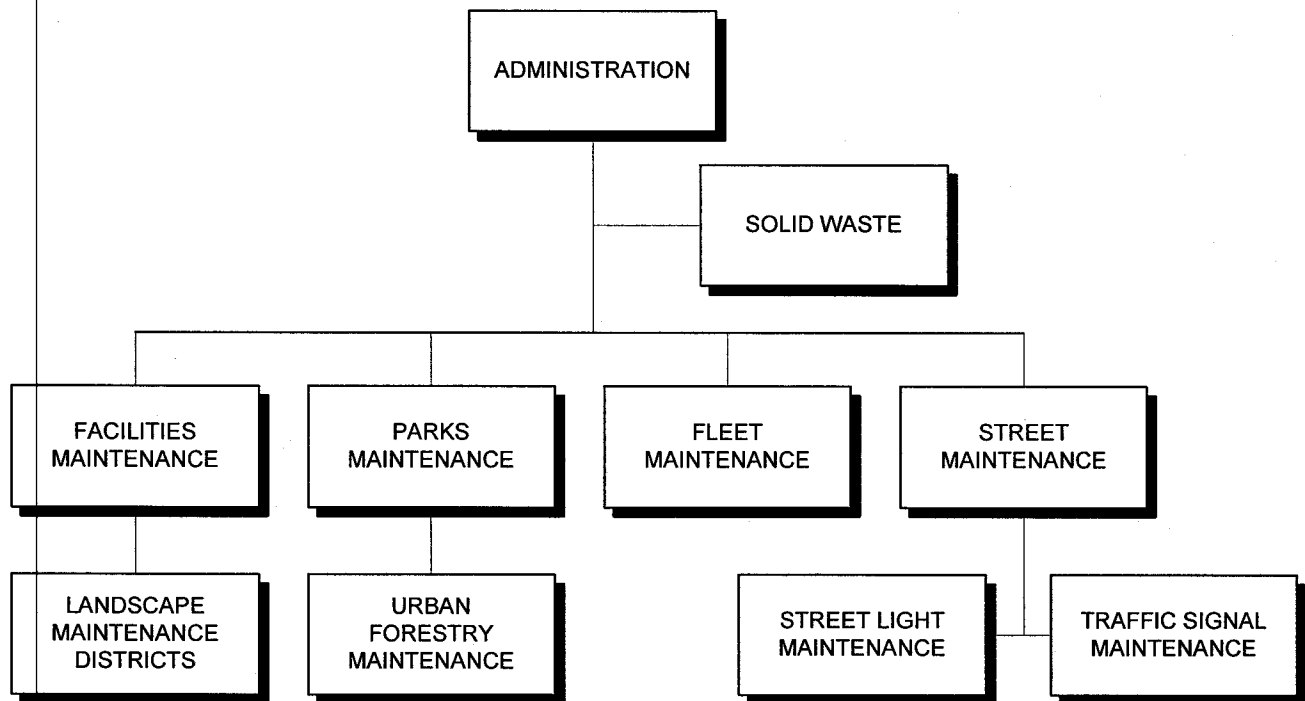 ADMINISTRATION
SOLID WASTE
FACILITIES
MAINTENANCE
PARKS
MAINTENANCE
FLEET
MAINTENANCE
STREET
MAINTENANCE
LANDSCAPE
MAINTENANCE
DISTRICTS
URBAN
FORESTRY
MAINTENANCE
STREET LIGHT
MAINTENANCE
TRAFFIC SIGNAL
MAINTENANCE